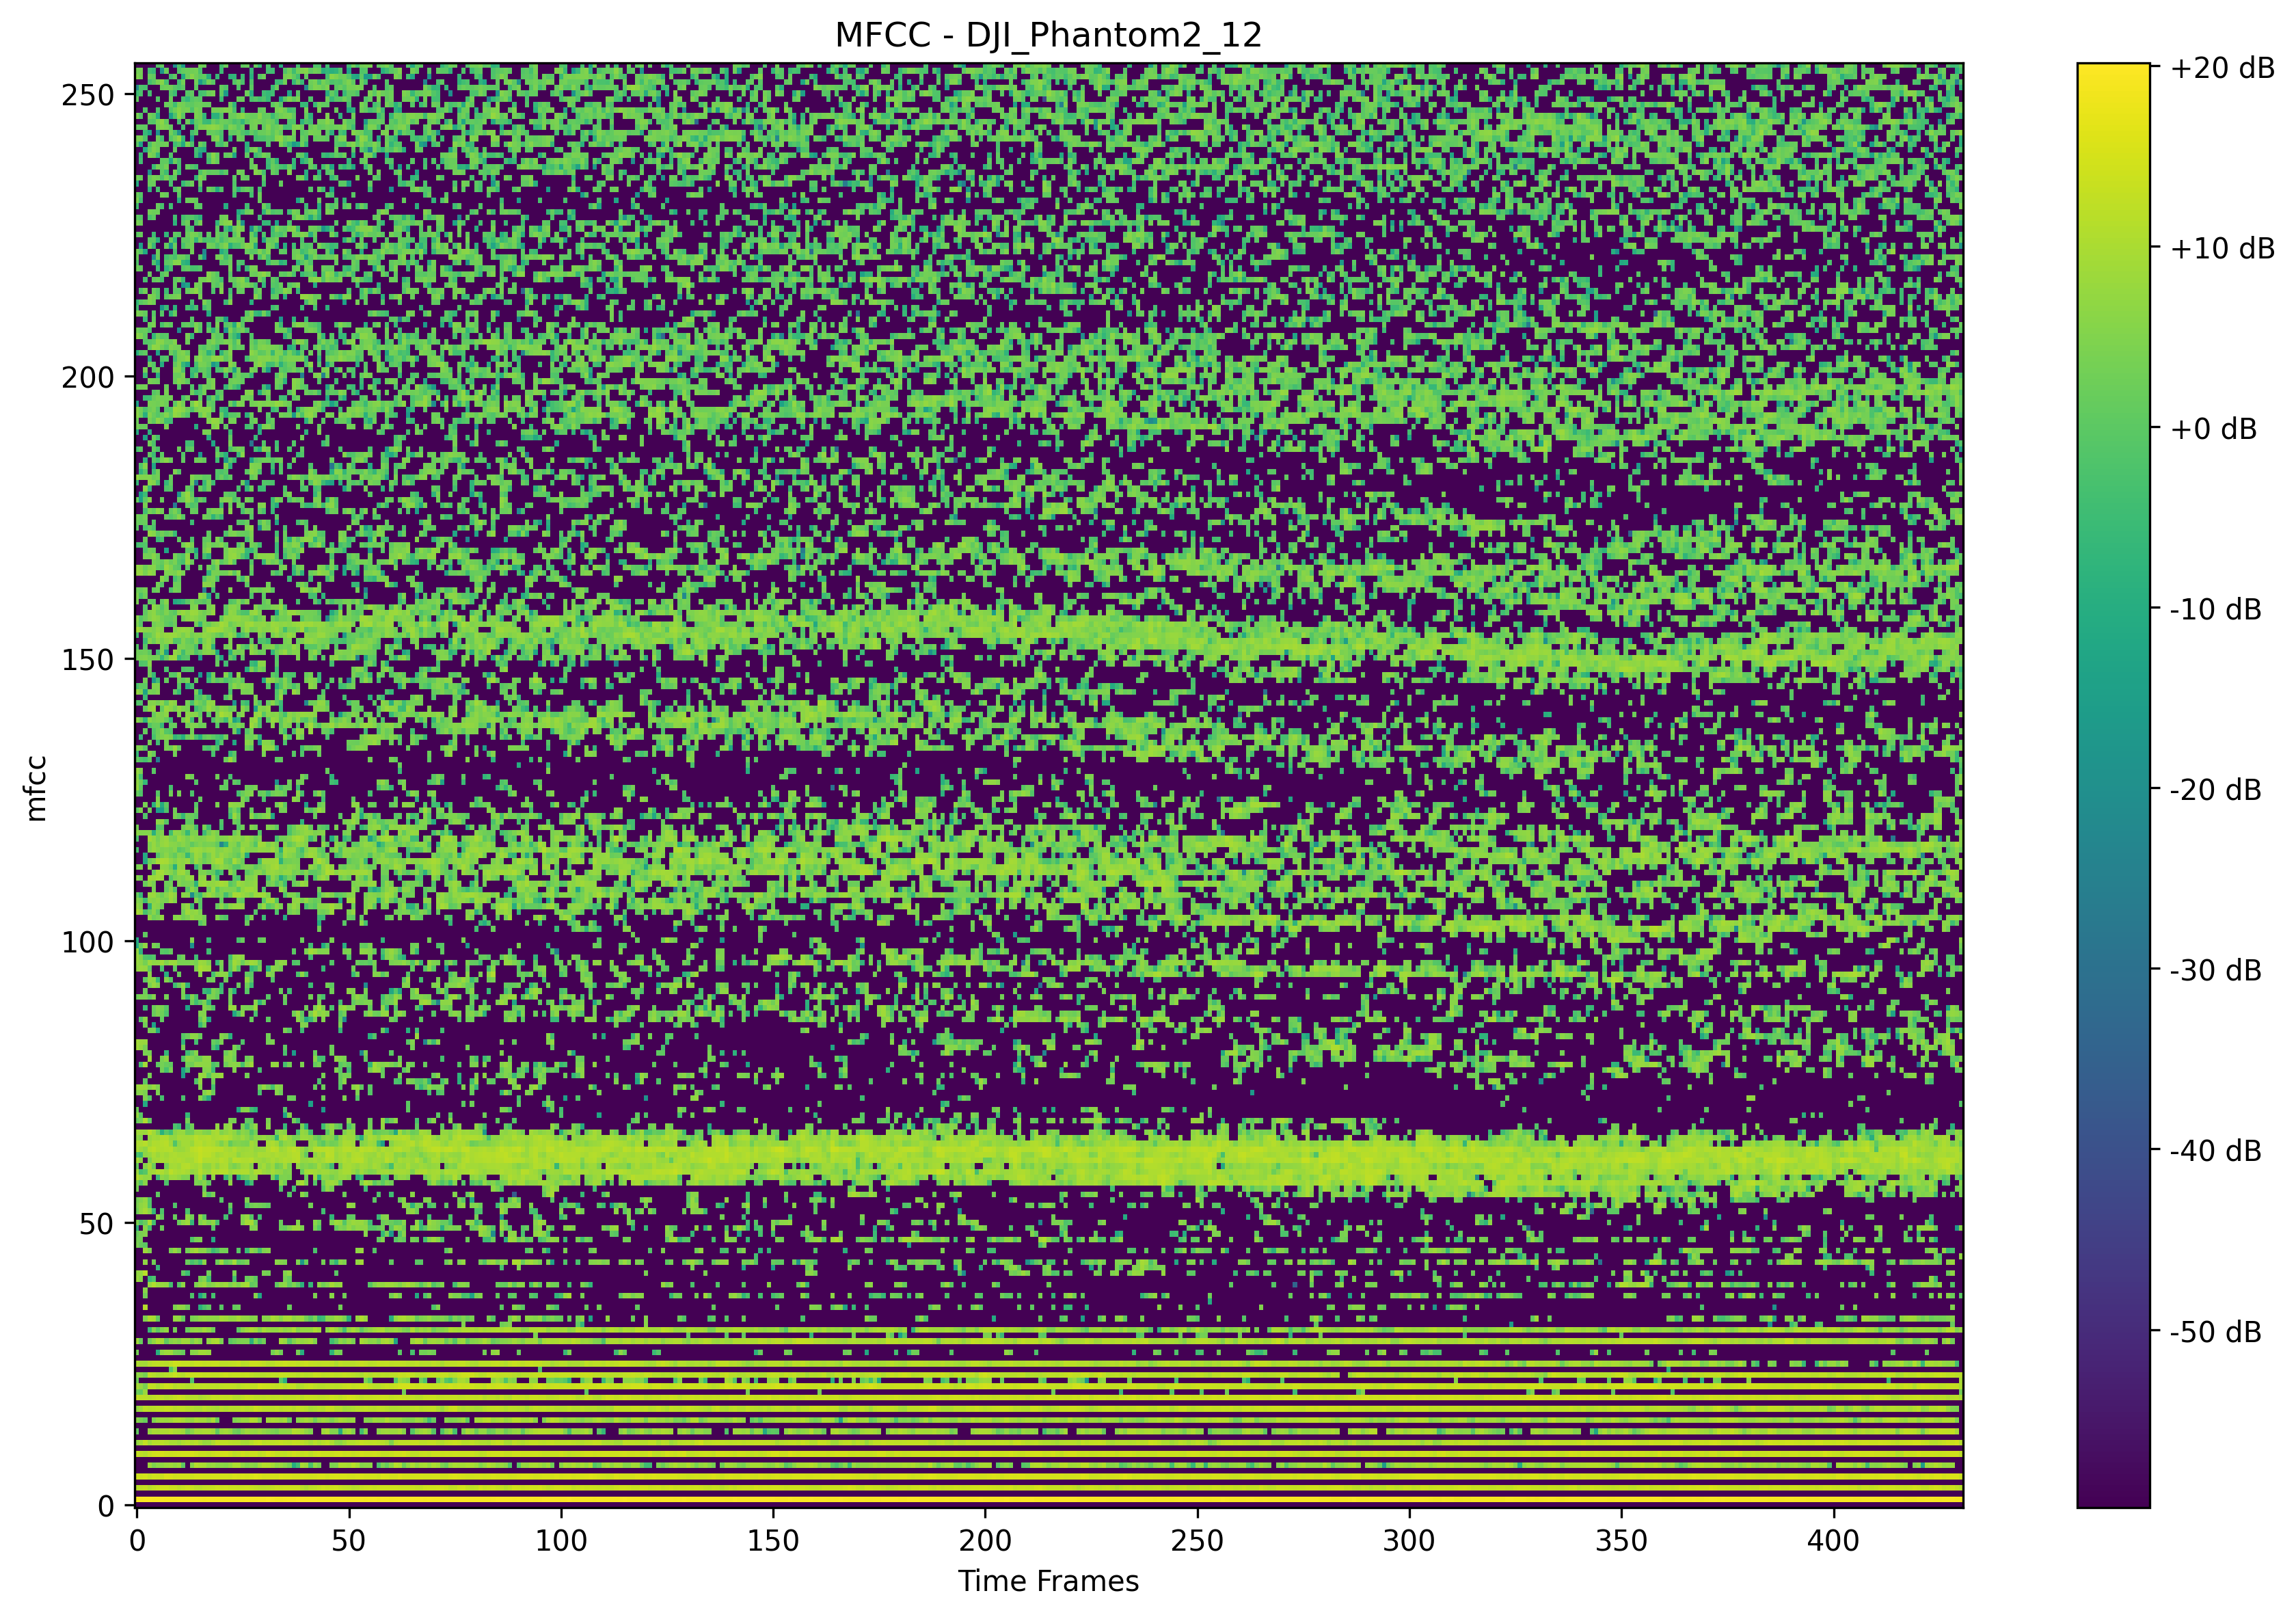 MFCC - DJI_Phantom2_12
250
200
150
100
50
0
mfcc
0 50 100 150 200 250 300 350 400
Time Frames
+20 dB
+10 dB
+0 dB
-10 dB
-20 dB
-30 dB
-40 dB
-50 dB